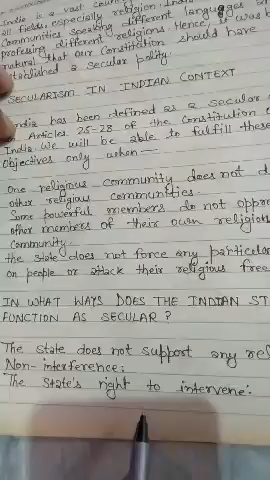 India is a vast coun
all fields, especially religion. India
Communities speaking different languages a
profesing different religions. Hence, it was
natural that our Constitution should have
established a secular polity.
SECULARISM IN INDIAN CONTEXT
India has been defined as a secular
Articles 25-28 of the Constitution o
India. We will be able to fulfill these
objectives only when—
One religious community does not d
other religious communities.
Some powerful members do not oppre
other members of their own religiou
community.
the state does not force any particula
on people or attack their religious free
IN WHAT WAYS DOES THE INDIAN ST
FUNCTION AS SECULAR ?
The state does not support any rel
Non-interference:
The state's right to intervene: